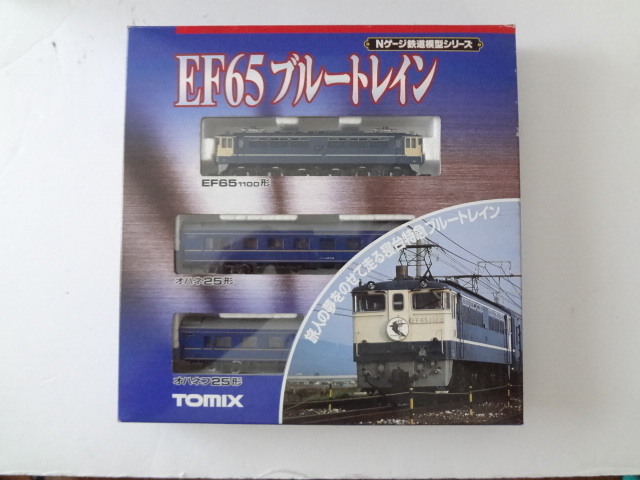 Nゲージ鉄道模型シリーズ
EF65ブルートレイン
EF65 1100形
オハネ25形
旅人の夢をのせて走る寝台特急ブルートレイン
オハネフ25形
TOMIX